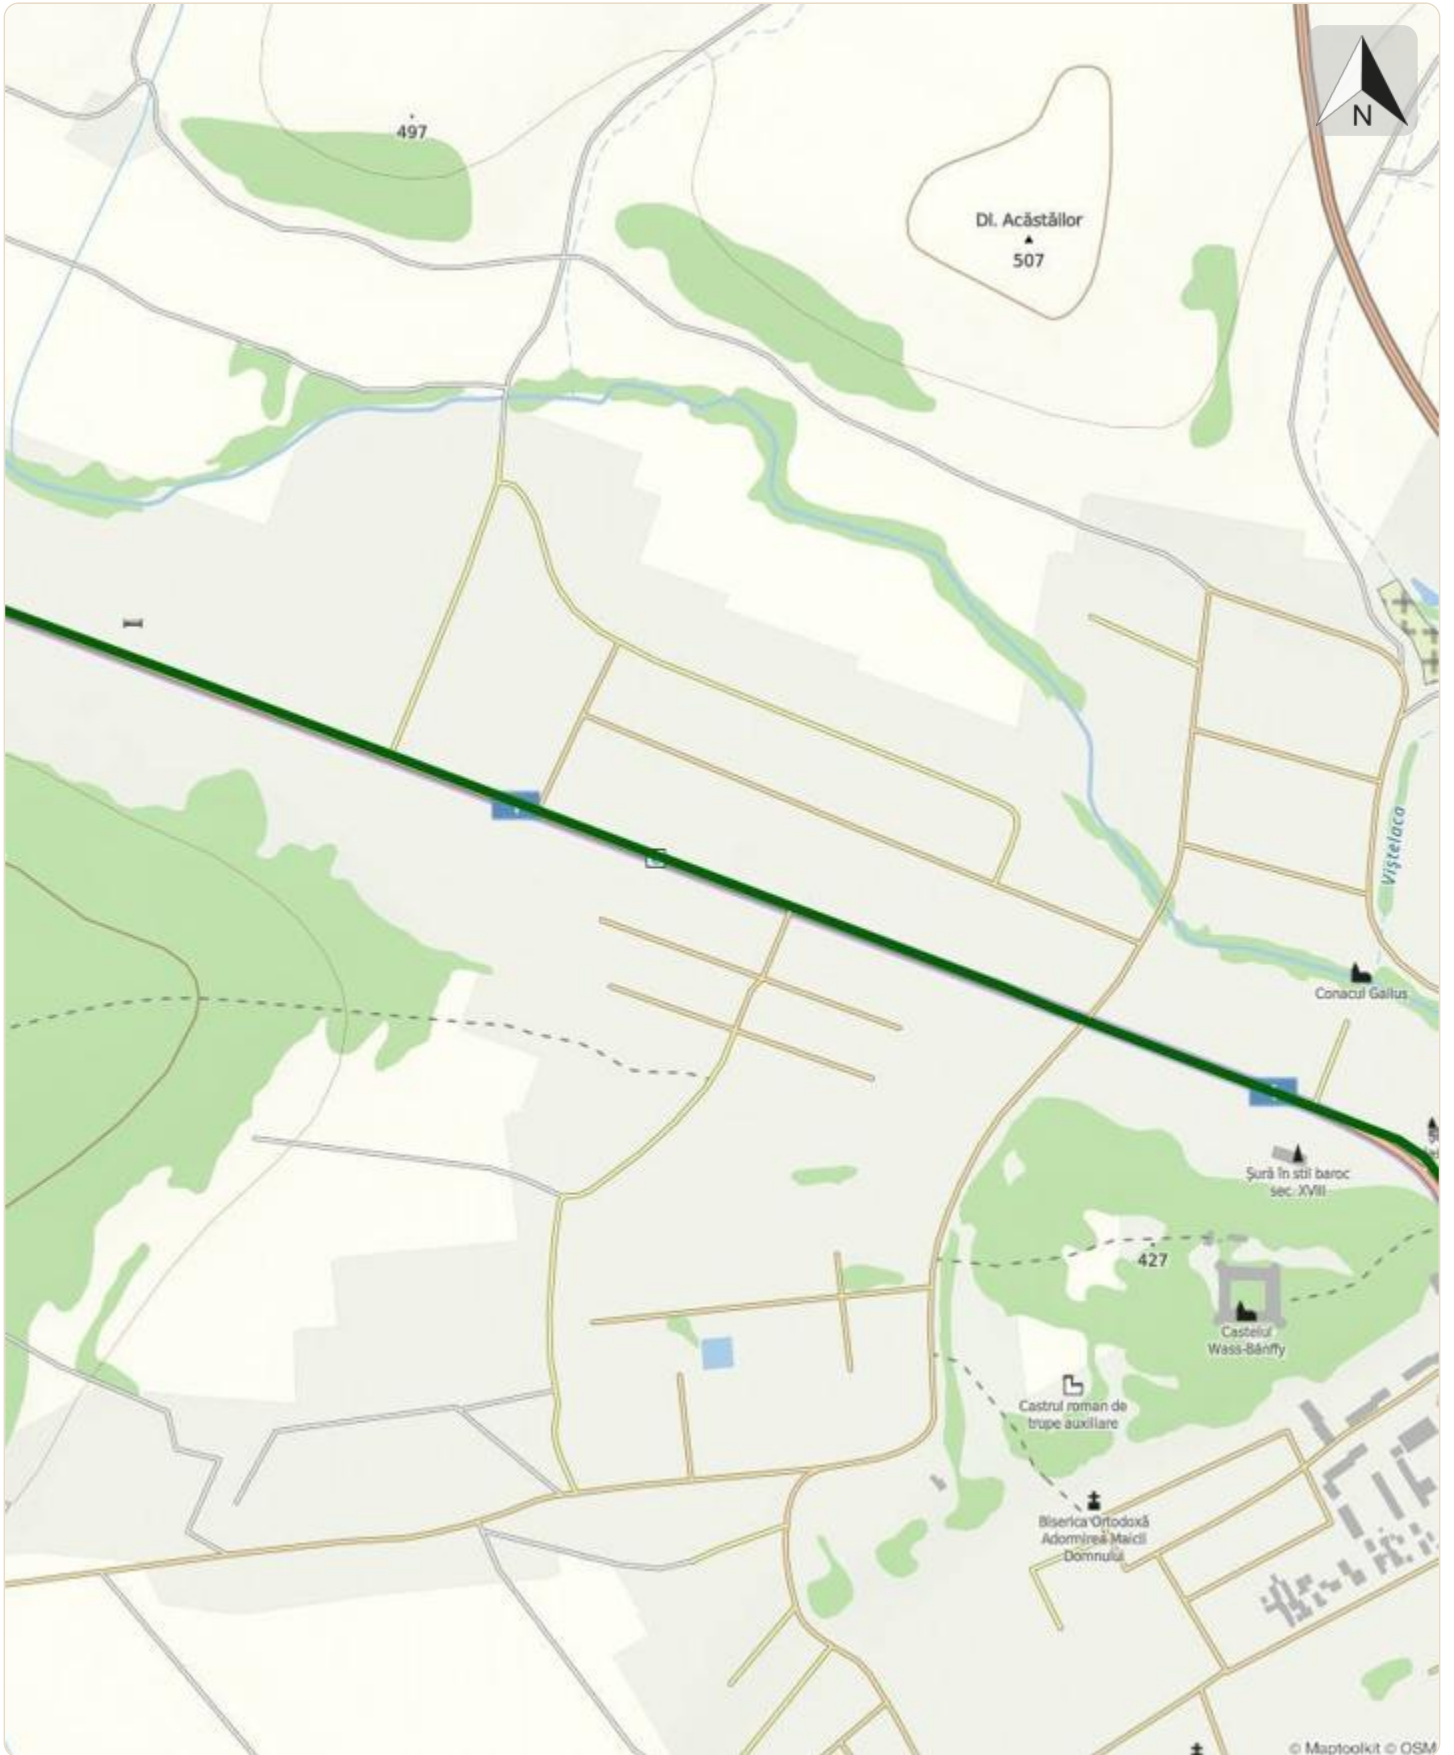 N
497
Dl. Acăstăilor
507
Viștelaca
Conacul Gallus
Șură în stil baroc
sec. XVIII
427
Castelul
Wass-Bánffy
Castrul roman de
trupe auxiliare
Biserica Ortodoxă
Adormirea Maicii
Domnului
© Maptoolkit © OSM